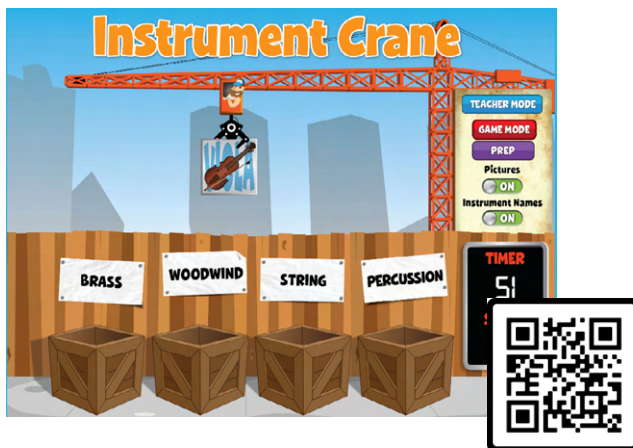 Instrument Crane
TEACHER MODE
GAME MODE
PREP
Pictures
ON
Instrument Names
ON
VIOLA
BRASS
WOODWIND
STRING
PERCUSSION
TIMER
51